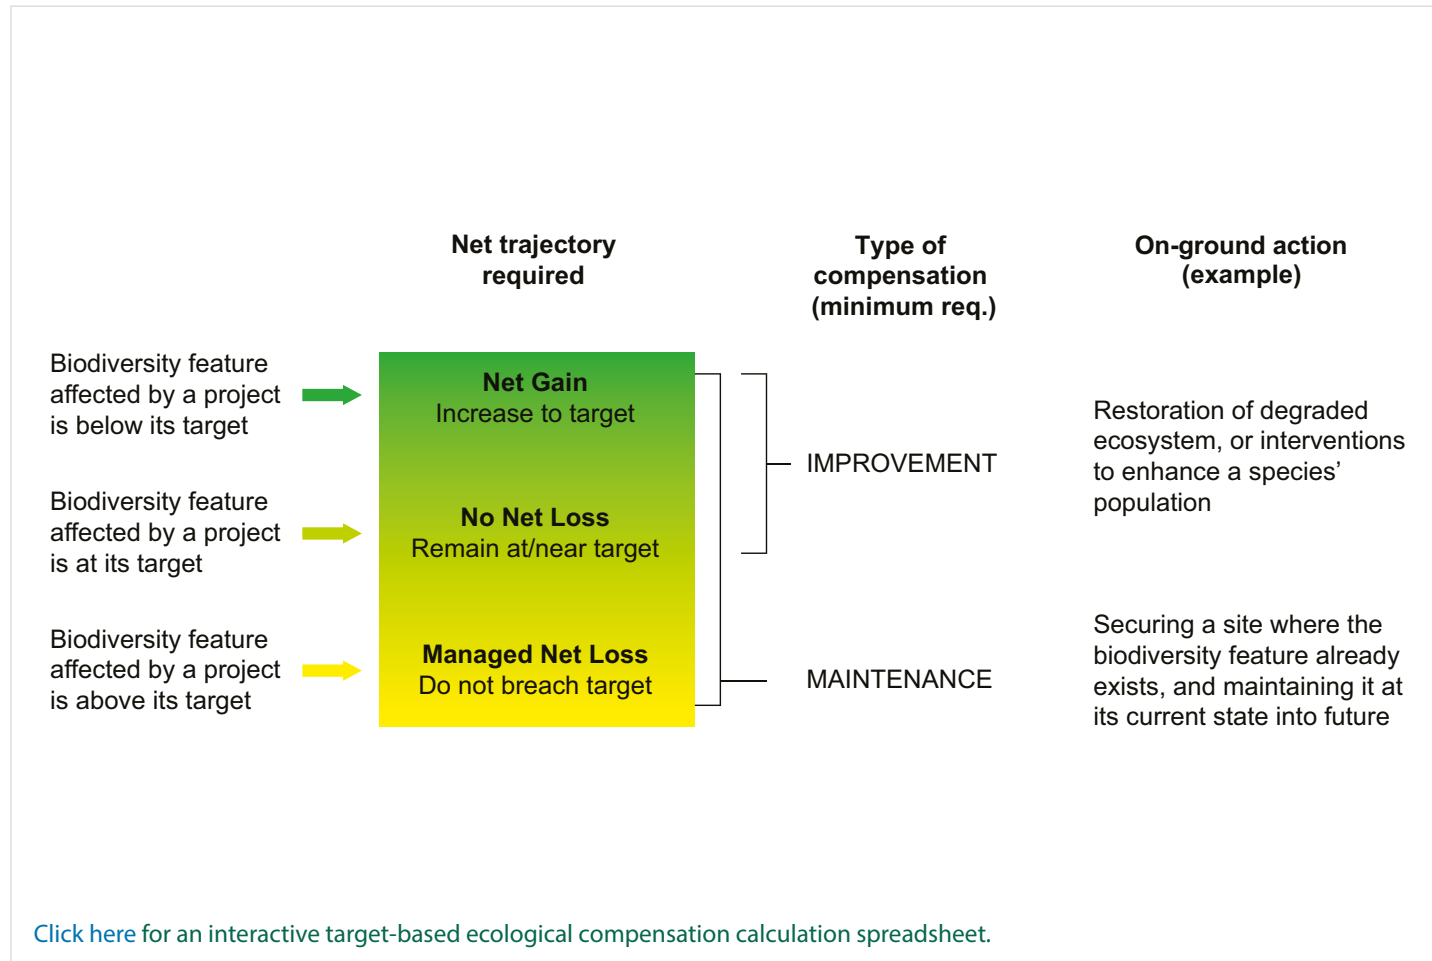 Net trajectory
required
Type of
compensation
(minimum req.)
On-ground action
(example)
Biodiversity feature
affected by a project
is below its target
Net Gain
Increase to target
IMPROVEMENT
Restoration of degraded
ecosystem, or interventions
to enhance a species’
population
Biodiversity feature
affected by a project
is at its target
No Net Loss
Remain at/near target
Biodiversity feature
affected by a project
is above its target
Managed Net Loss
Do not breach target
MAINTENANCE
Securing a site where the
biodiversity feature already
exists, and maintaining it at
its current state into future
Click here for an interactive target-based ecological compensation calculation spreadsheet.